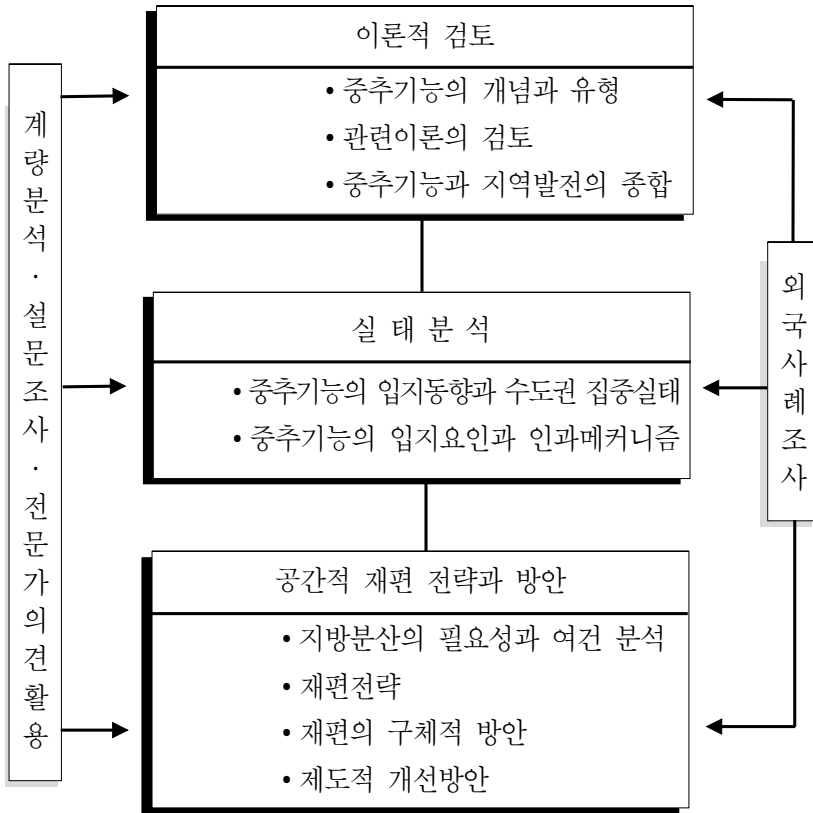 이론적 검토
• 중추기능의 개념과 유형
• 관련이론의 검토
• 중추기능과 지역발전의 종합
계량분석·설문조사·전문가의견활용
실 태 분 석
• 중추기능의 입지동향과 수도권 집중실태
• 중추기능의 입지요인과 인과메커니즘
외국사례조사
공간적 재편 전략과 방안
• 지방분산의 필요성과 여건 분석
• 재편전략
• 재편의 구체적 방안
• 제도적 개선방안